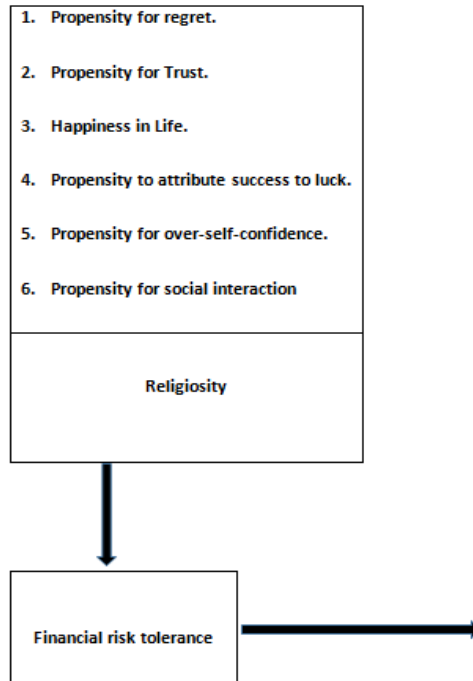 1. Propensity for regret.
2. Propensity for Trust.
3. Happiness in Life.
4. Propensity to attribute success to luck.
5. Propensity for over-self-confidence.
6. Propensity for social interaction
Religiosity
Financial risk tolerance